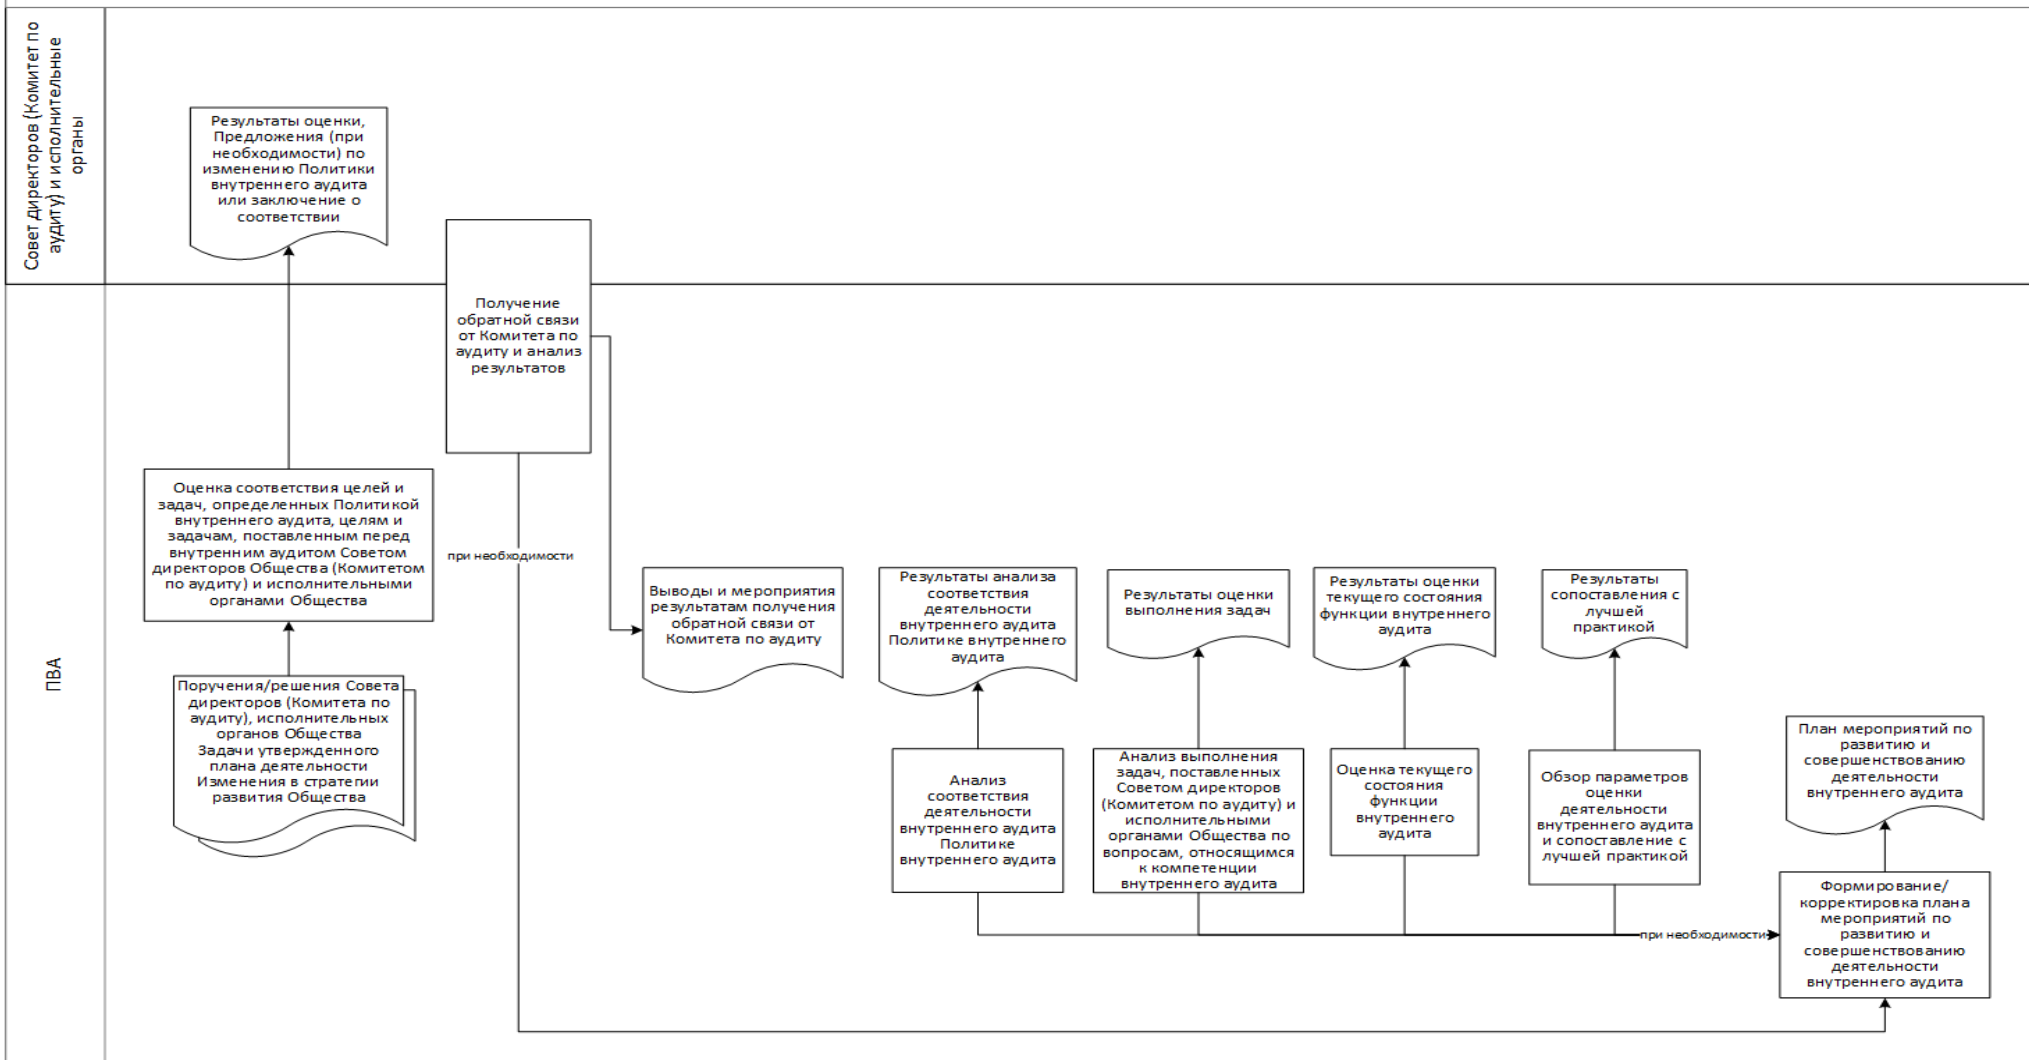 Совет директоров (Комитет по
аудиту) и исполнительные
органы
Результаты оценки,
Предложения (при
необходимости) по
изменению Политики
внутреннего аудита
или заключение о
соответствии
Получение
обратной связи
от Комитета по
аудиту и анализ
результатов
ПВА
Оценка соответствия целей и
задач, определенных Политикой
внутреннего аудита, целям и
задачам, поставленным перед
внутренним аудитом Советом
директоров Общества (Комитетом
по аудиту) и исполнительными
органами Общества
Поручения/решения Совета
директоров (Комитета по
аудиту), исполнительных
органов Общества
Задачи утвержденного
плана деятельности
Изменения в стратегии
развития Общества
при необходимости
Выводы и мероприятия
результатам получения
обратной связи от
Комитета по аудиту
Результаты анализа
соответствия
деятельности
внутреннего аудита
Политике внутреннего
аудита
Результаты оценки
выполнения задач
Результаты оценки
текущего состояния
функции внутреннего
аудита
Результаты
сопоставления с
лучшей
практикой
Анализ
соответствия
деятельности
внутреннего аудита
Политике
внутреннего аудита
Анализ выполнения
задач, поставленных
Советом директоров
(Комитетом по аудиту) и
исполнительными
органами Общества по
вопросам, относящимся
к компетенции
внутреннего аудита
Оценка текущего
состояния
функции
внутреннего
аудита
Обзор параметров
оценки
деятельности
внутреннего аудита
и сопоставление с
лучшей практикой
План мероприятий по
развитию и
совершенствованию
деятельности
внутреннего аудита
при необходимости
Формирование/
корректировка плана
мероприятий по
развитию и
совершенствованию
деятельности
внутреннего аудита